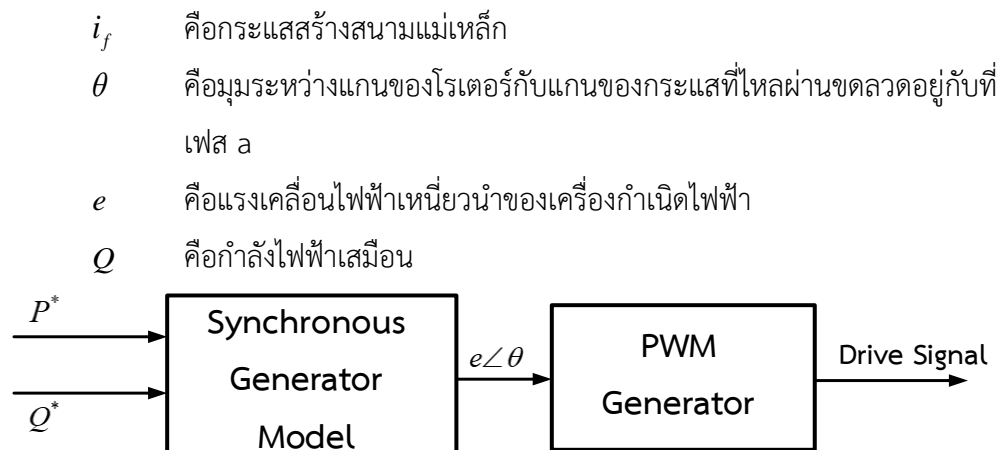 i_f คือกระแสสร้างสนามแม่เหล็ก
θ คือมุมระหว่างแกนของโรเตอร์กับแกนของกระแสที่ไหลผ่านขดลวดอยู่กับที่
เฟส a
e คือแรงเคลื่อนไฟฟ้าเหนี่ยวนำของเครื่องกำเนิดไฟฟ้า
Q คือกำลังไฟฟ้าเสมือน
P*
Q*
Synchronous
Generator
Model
e∠θ
PWM
Generator
Drive Signal